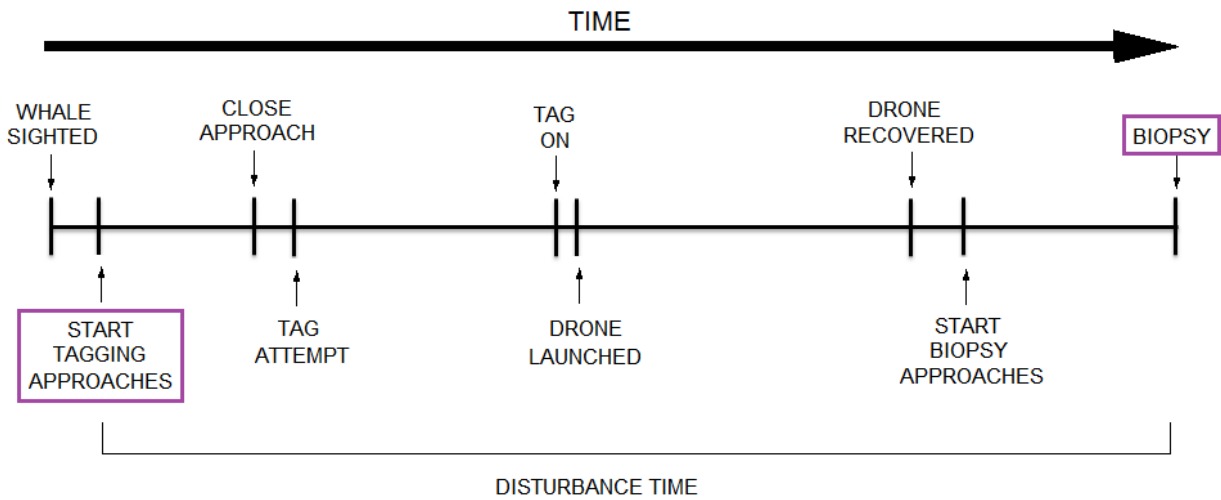 TIME
WHALE
SIGHTED
CLOSE
APPROACH
TAG
ON
DRONE
RECOVERED
BIOPSY
START
TAGGING
APPROACHES
TAG
ATTEMPT
DRONE
LAUNCHED
START
BIOPSY
APPROACHES
DISTURBANCE TIME